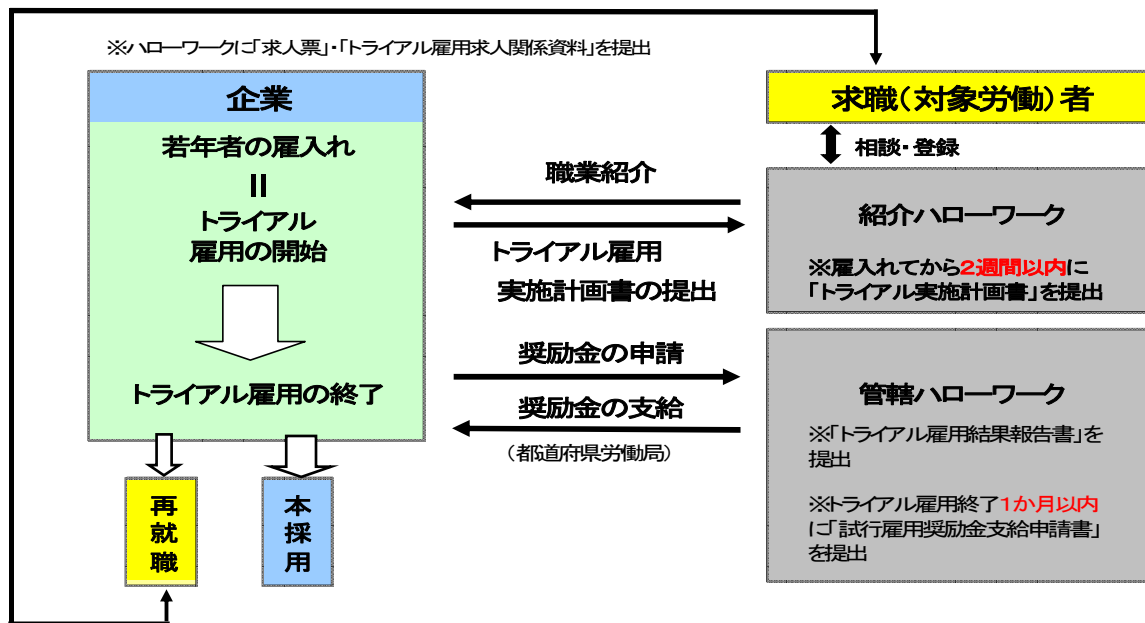 ※ハローワークに「求人票」・「トライアル雇用求人関係資料」を提出
企業
若年者の雇入れ
=
トライアル
雇用の開始
トライアル雇用の終了
再就職
本採用
職業紹介
トライアル雇用
実施計画書の提出
奨励金の申請
奨励金の支給
（都道府県労働局）
求職（対象労働）者
相談・登録
紹介ハローワーク
※雇入れてから2週間以内に
「トライアル実施計画書」を提出
管轄ハローワーク
※「トライアル雇用結果報告書」を
提出
※トライアル雇用終了1か月以内
に「試行雇用奨励金支給申請書」
を提出